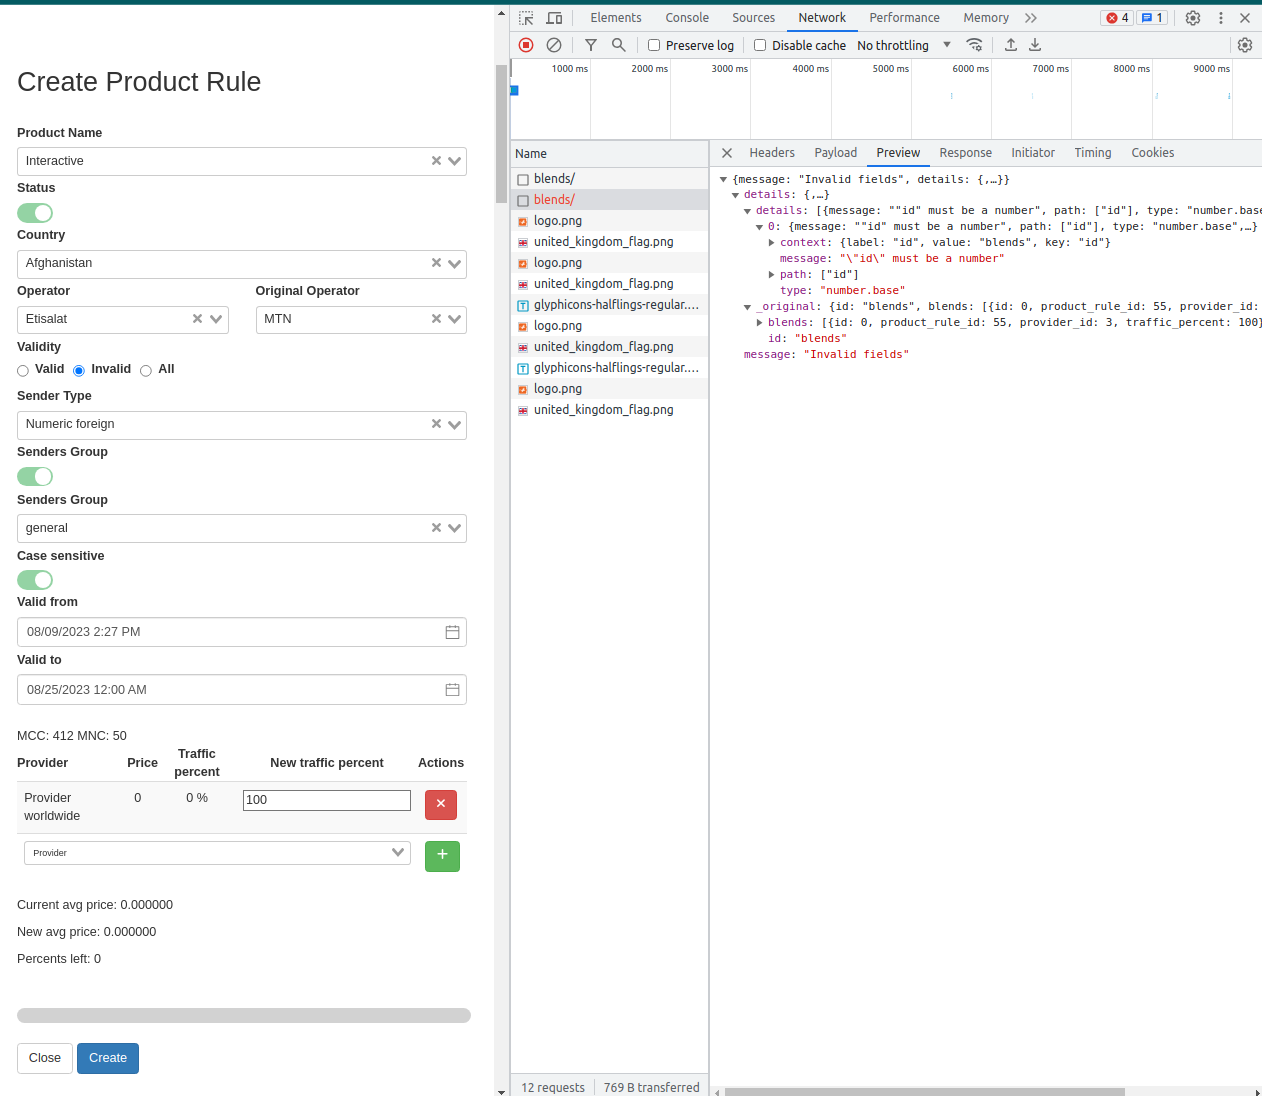 Create Product Rule
Product Name
Interactive
Status
Country
Afghanistan
Operator
Original Operator
Etisalat
MTN
Validity
Valid
Invalid
All
Sender Type
Numeric foreign
Senders Group
Senders Group
general
Case sensitive
Valid from
08/09/2023 2:27 PM
Valid to
08/25/2023 12:00 AM
MCC: 412 MNC: 50
Provider Price Traffic percent New traffic percent Actions
Provider worldwide 0 0 % 100
Provider
Current avg price: 0.000000
New avg price: 0.000000
Percents left: 0
Close
Create
Elements Console Sources Network Performance Memory 4 1
Preserve log Disable cache No throttling
1000 ms 2000 ms 3000 ms 4000 ms 5000 ms 6000 ms 7000 ms 8000 ms 9000 ms
Name
blends/
blends/
logo.png
united_kingdom_flag.png
logo.png
united_kingdom_flag.png
glyphicons-halflings-regular.…
logo.png
united_kingdom_flag.png
glyphicons-halflings-regular.…
logo.png
united_kingdom_flag.png
12 requests 769 B transferred
Headers Payload Preview Response Initiator Timing Cookies
{message: "Invalid fields", details: {,…}}
details: {,…}
details: [{message: ""id" must be a number", path: ["id"], type: "number.base
0: {message: ""id" must be a number", path: ["id"], type: "number.base",…}
context: {label: "id", value: "blends", key: "id"}
message: "\"id\" must be a number"
path: ["id"]
type: "number.base"
_original: {id: "blends", blends: [{id: 0, product_rule_id: 55, provider_id:
blends: [{id: 0, product_rule_id: 55, provider_id: 3, traffic_percent: 100}
id: "blends"
message: "Invalid fields"